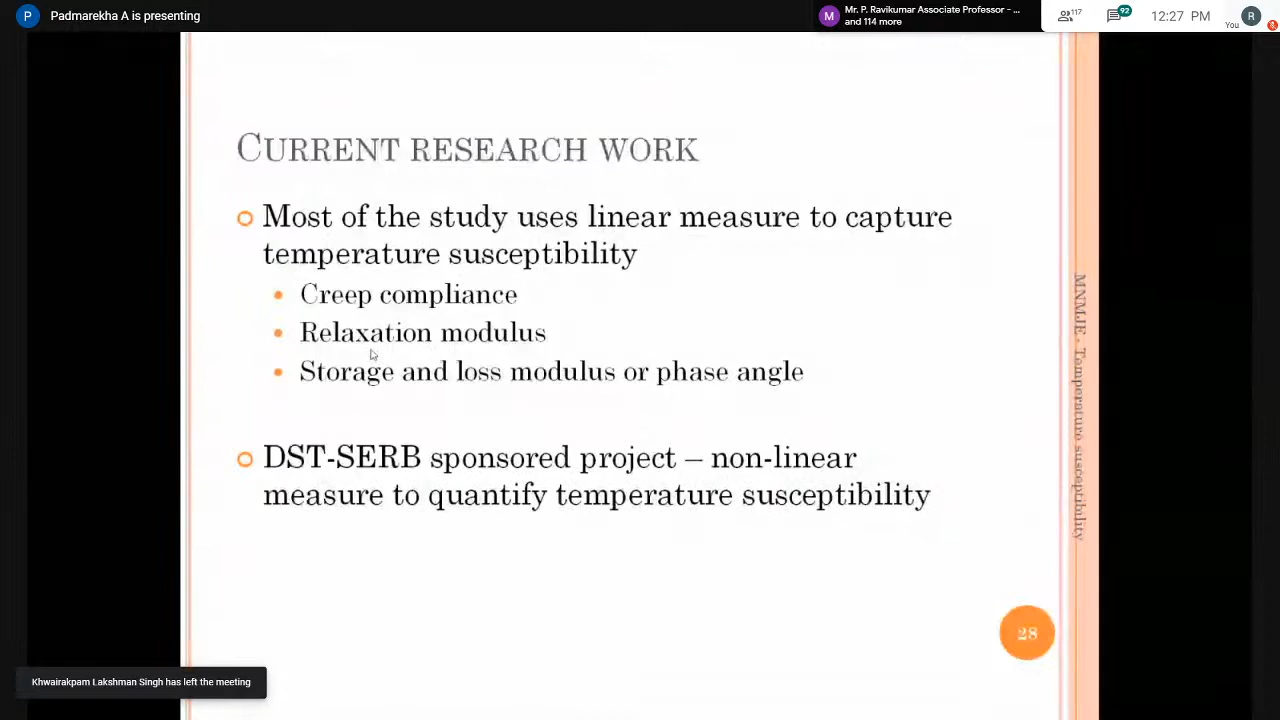 P Padmarekha A is presenting
M Mr. P. Ravikumar Associate Professor - ...
and 114 more
117
92
12:27 PM
You
R
CURRENT RESEARCH WORK
Most of the study uses linear measure to capture
temperature susceptibility
Creep compliance
Relaxation modulus
Storage and loss modulus or phase angle
DST-SERB sponsored project – non-linear
measure to quantify temperature susceptibility
MNMJE - Temperature susceptibility
28
Khwairakpam Lakshman Singh has left the meeting